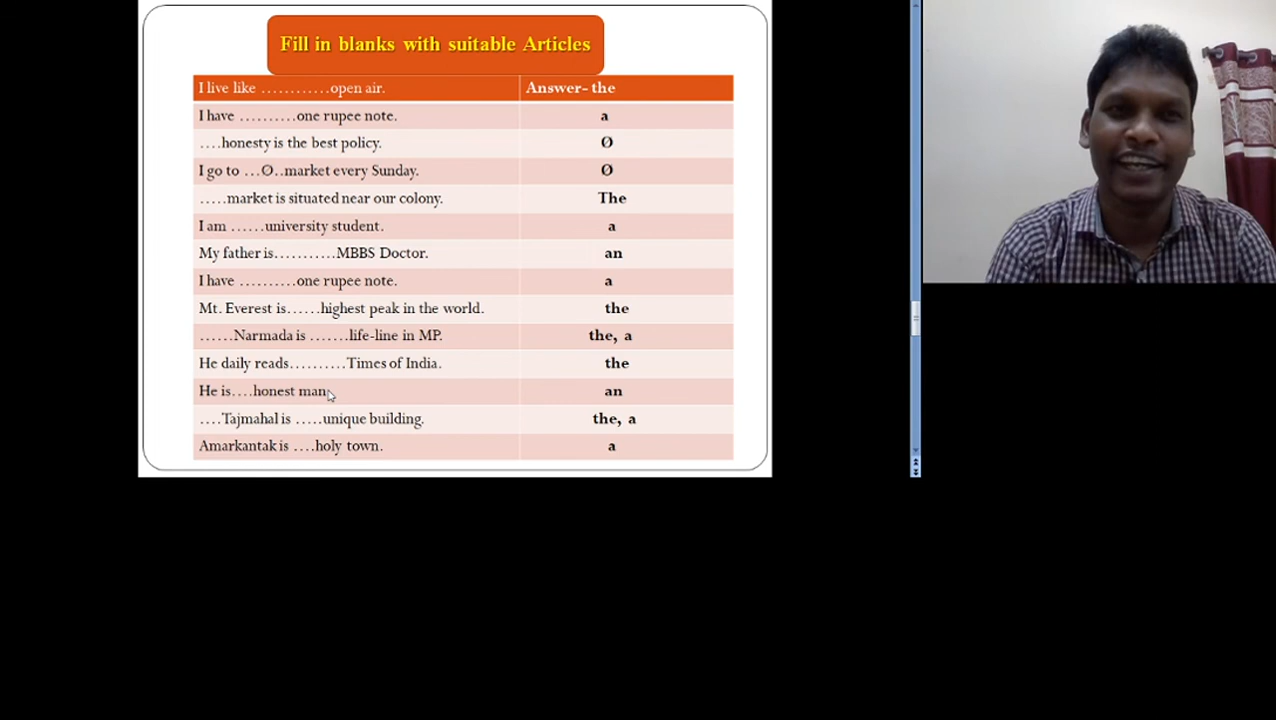 Fill in blanks with suitable Articles
I live like …………open air. Answer- the
I have ……….one rupee note. a
….honesty is the best policy. Ø
I go to …Ø..market every Sunday. Ø
…..market is situated near our colony. The
I am ……university student. a
My father is………..MBBS Doctor. an
I have ……….one rupee note. a
Mt. Everest is……highest peak in the world. the
……Narmada is …….life-line in MP. the, a
He daily reads……….Times of India. the
He is….honest man. an
….Tajmahal is …..unique building. the, a
Amarkantak is ….holy town. a